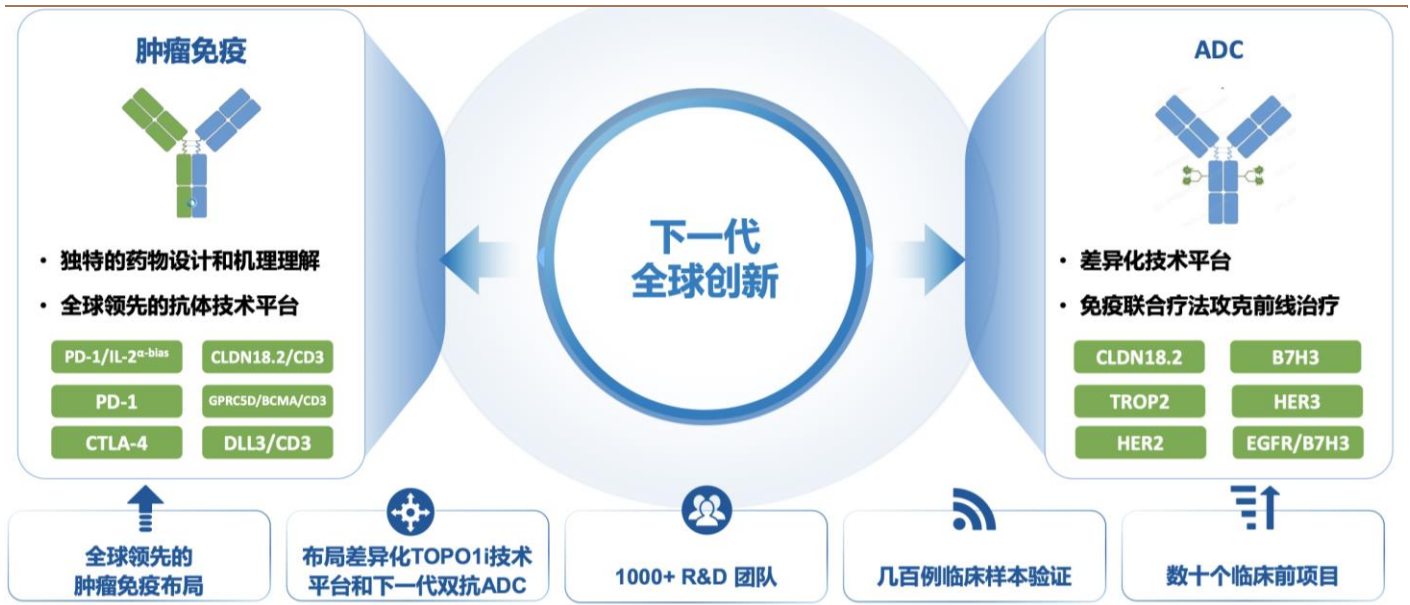 肿瘤免疫
• 独特的药物设计和机理理解
• 全球领先的抗体技术平台
PD-1/IL-2α-bias
CLDN18.2/CD3
PD-1
GPRC5D/BCMA/CD3
CTLA-4
DLL3/CD3
下一代
全球创新
ADC
• 差异化技术平台
• 免疫联合疗法攻克前线治疗
CLDN18.2
B7H3
TROP2
HER3
HER2
EGFR/B7H3
全球领先的
肿瘤免疫布局
布局差异化TOPO1i技术
平台和下一代双抗ADC
1000+ R&D 团队
几百例临床样本验证
数十个临床前项目